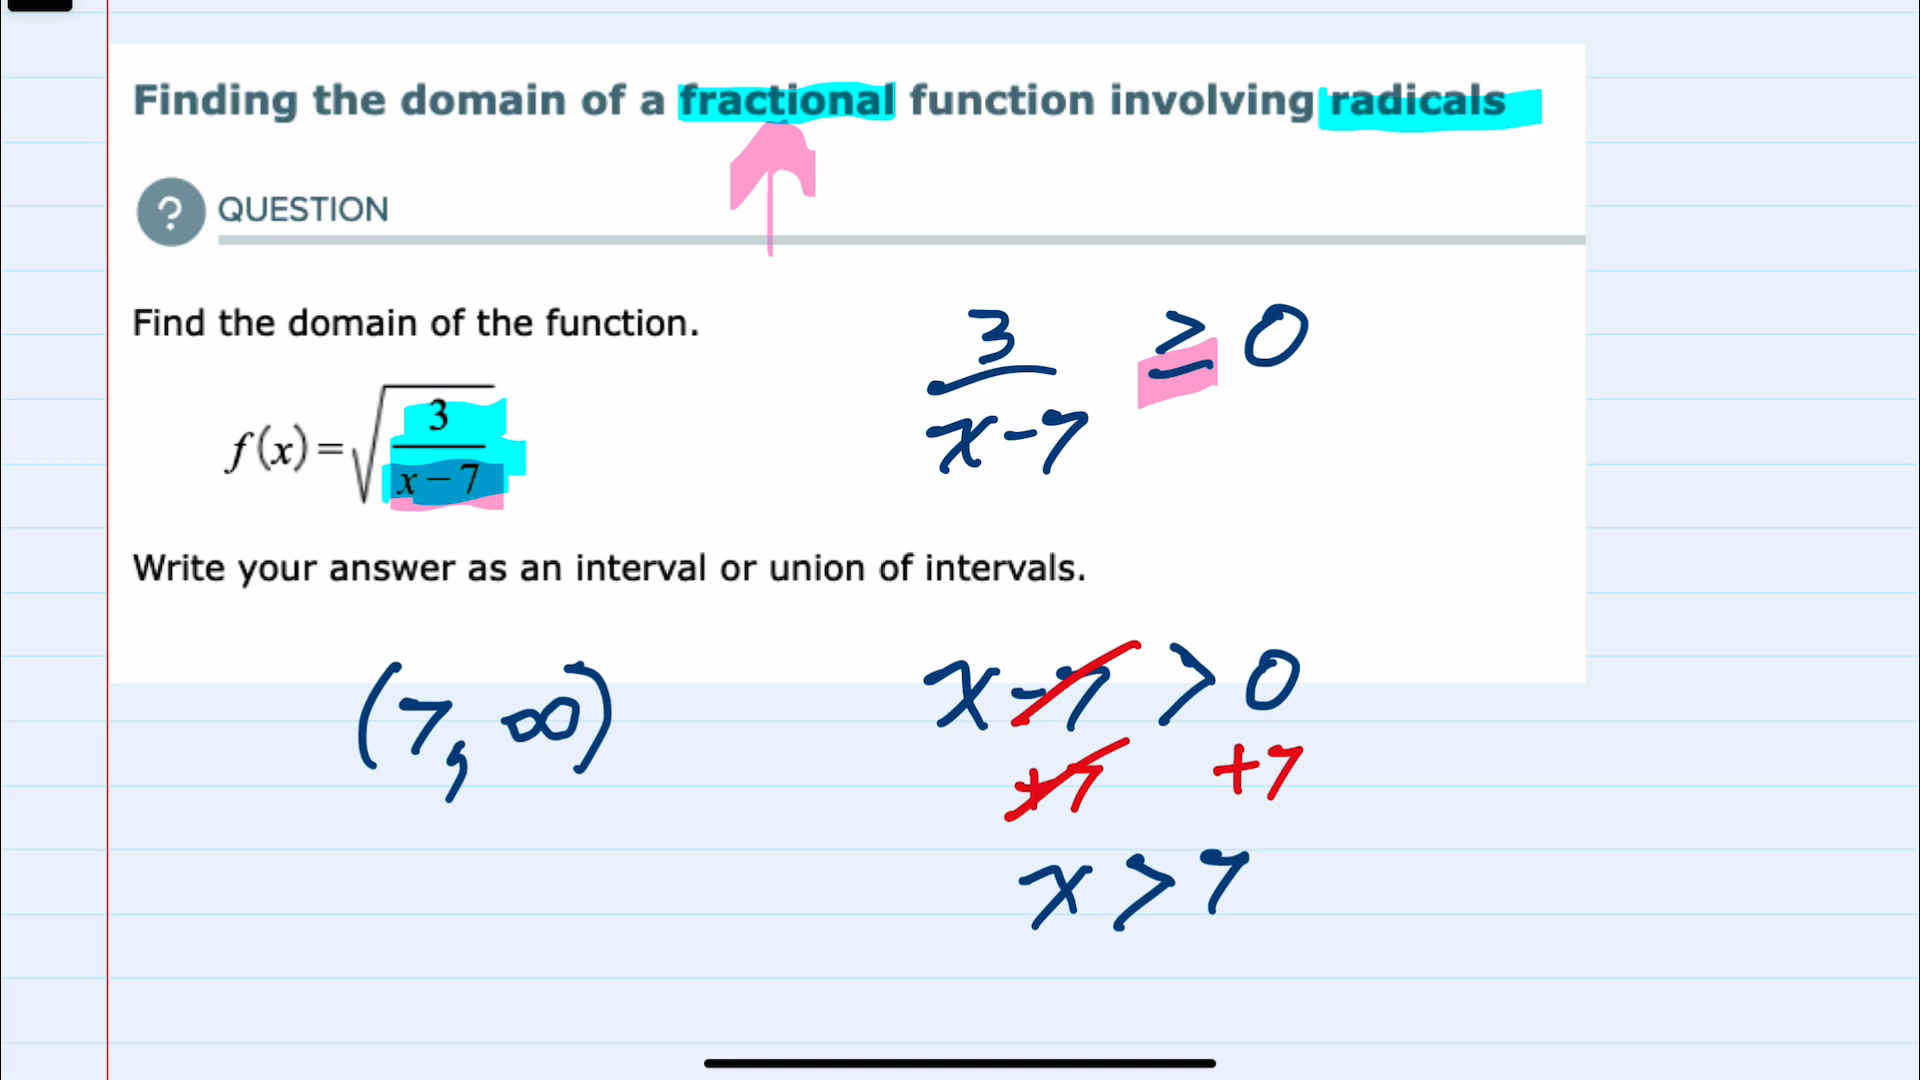 Finding the domain of a fractional function involving radicals
? QUESTION
Find the domain of the function.
f(x)=√(3/(x−7))
3/(x-7) ≥ 0
Write your answer as an interval or union of intervals.
(7, ∞)
x-7 > 0
+7 +7
x > 7